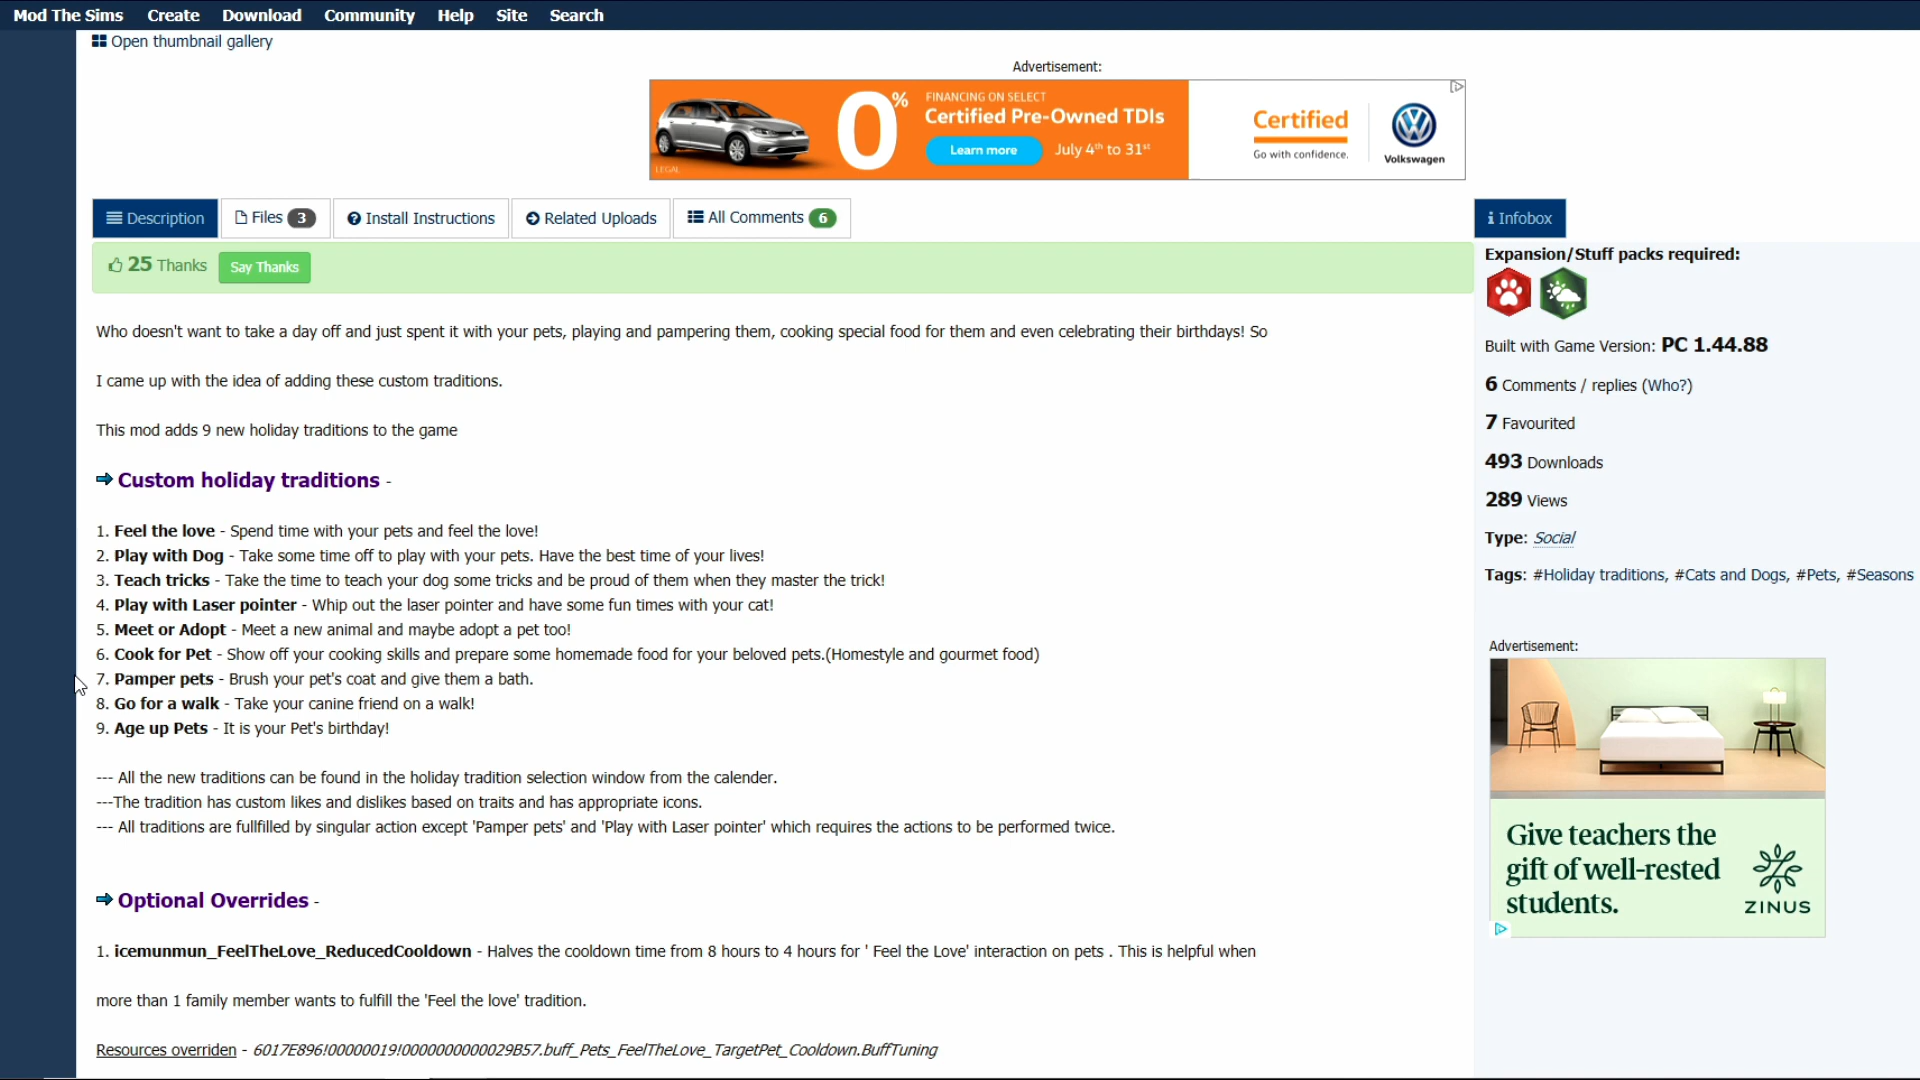 Mod The Sims Create Download Community Help Site Search
Open thumbnail gallery
Advertisement:
0% FINANCING ON SELECT
Certified Pre-Owned TDIs
Learn more July 4th to 31st
LEGAL
Certified
Go with confidence.
Volkswagen
Description Files 3 Install Instructions Related Uploads All Comments 6
25 Thanks Say Thanks
Who doesn't want to take a day off and just spent it with your pets, playing and pampering them, cooking special food for them and even celebrating their birthdays! So
I came up with the idea of adding these custom traditions.
This mod adds 9 new holiday traditions to the game
Custom holiday traditions -
1. Feel the love - Spend time with your pets and feel the love!
2. Play with Dog - Take some time off to play with your pets. Have the best time of your lives!
3. Teach tricks - Take the time to teach your dog some tricks and be proud of them when they master the trick!
4. Play with Laser pointer - Whip out the laser pointer and have some fun times with your cat!
5. Meet or Adopt - Meet a new animal and maybe adopt a pet too!
6. Cook for Pet - Show off your cooking skills and prepare some homemade food for your beloved pets.(Homestyle and gourmet food)
7. Pamper pets - Brush your pet's coat and give them a bath.
8. Go for a walk - Take your canine friend on a walk!
9. Age up Pets - It is your Pet's birthday!
--- All the new traditions can be found in the holiday tradition selection window from the calender.
---The tradition has custom likes and dislikes based on traits and has appropriate icons.
--- All traditions are fullfilled by singular action except 'Pamper pets' and 'Play with Laser pointer' which requires the actions to be performed twice.
Optional Overrides -
1. icemunmun_FeelTheLove_ReducedCooldown - Halves the cooldown time from 8 hours to 4 hours for ' Feel the Love' interaction on pets . This is helpful when
more than 1 family member wants to fulfill the 'Feel the love' tradition.
Resources overriden - 6017E896!00000019!0000000000029B57.buff_Pets_FeelTheLove_TargetPet_Cooldown.BuffTuning
Infobox
Expansion/Stuff packs required:
Built with Game Version: PC 1.44.88
6 Comments / replies (Who?)
7 Favourited
493 Downloads
289 Views
Type: Social
Tags: #Holiday traditions, #Cats and Dogs, #Pets, #Seasons
Advertisement:
Give teachers the
gift of well-rested
students.
ZINUS